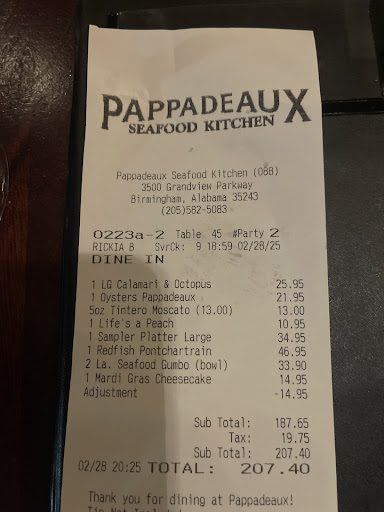 PAPPADEAUX
SEAFOOD KITCHEN
Pappadeaux Seafood Kitchen (088)
3500 Grandview Parkway
Birmingham, Alabama 35243
(205)582-5083
0223a-2 Table 45 #Party 2
RICKIA B SvrCk: 9 18:59 02/28/25
DINE IN
1 LG Calamari & Octopus 25.95
1 Oysters Pappadeaux 21.95
5oz Tintero Moscato (13.00) 13.00
1 Life's a Peach 10.95
1 Sampler Platter Large 34.95
1 Redfish Pontchartrain 46.95
2 La. Seafood Gumbo (bowl) 33.90
1 Mardi Gras Cheesecake 14.95
Adjustment -14.95
Sub Total: 187.65
Tax: 19.75
Sub Total: 207.40
02/28 20:25 TOTAL: 207.40
Thank you for dining at Pappadeaux!
Tip Not Included